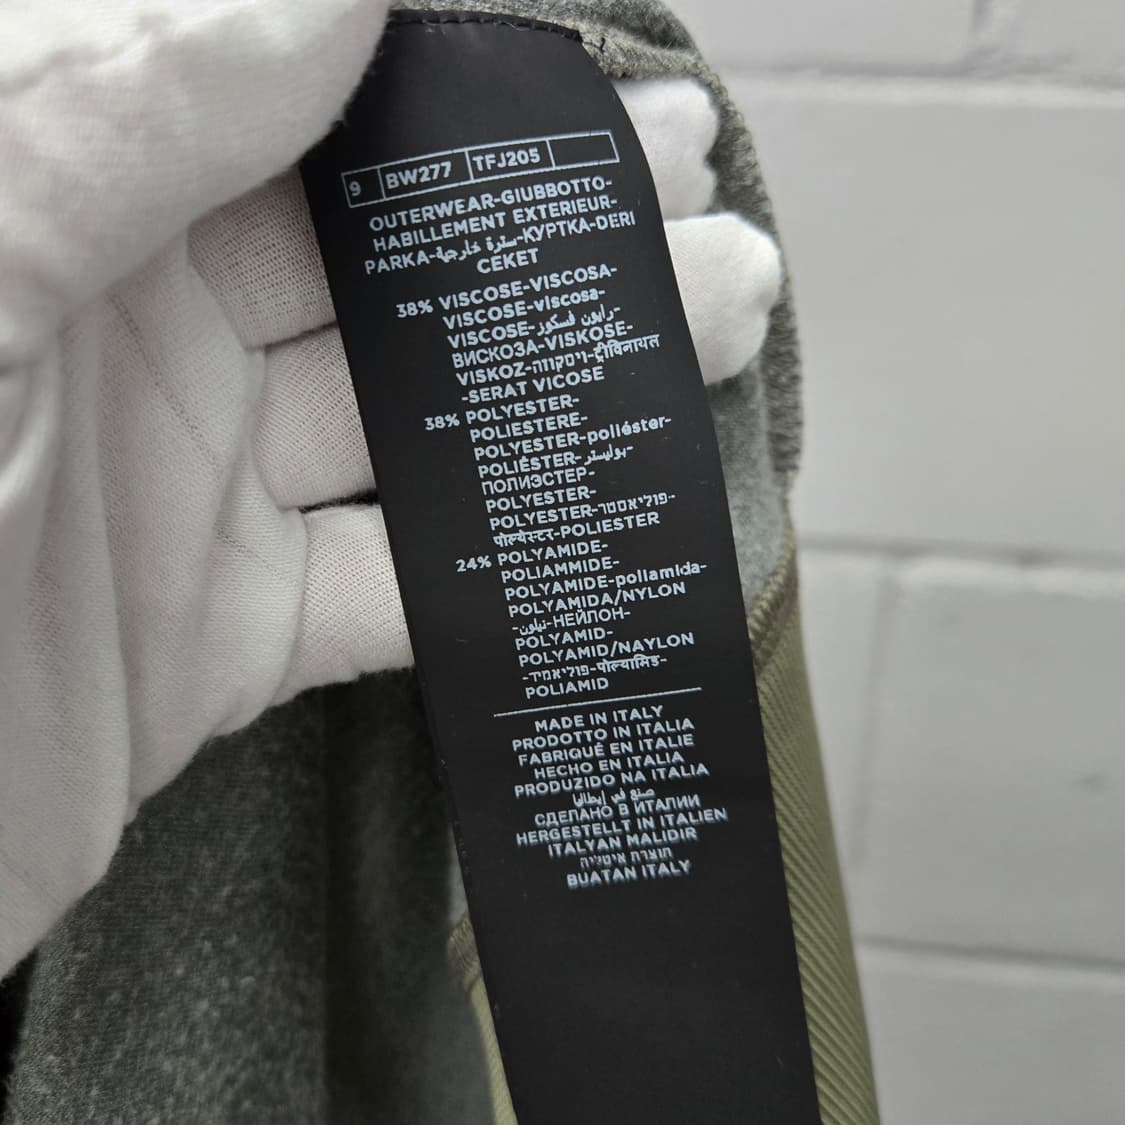 9 BW277 TFJ205
OUTERWEAR-GIUBBOTTO-
HABILLEMENT EXTERIEUR-
PARKA-سترة خارجية-КУРТКА-DERI
CEKET
38% VISCOSE-VISCOSA-
VISCOSE-viscosa-
VISCOSE-رايون فسكوز-
ВИСКОЗА-VISKOSE-
VISKOZ-ויסקוזה-ट्रीविनायल
-SERAT VICOSE
38% POLYESTER-
POLIESTERE-
POLYESTER-poliéster-
POLIÉSTER-بوليستر-
ПОЛИЭСТЕР-
POLYESTER-
POLYESTER-פוליאסטר-
पोल्येस्टर-POLIESTER
24% POLYAMIDE-
POLIAMMIDE-
POLYAMIDE-poliamida-
POLYAMIDA/NYLON
-نيلون-НЕЙЛОН-
POLYAMID-
POLYAMID/NAYLON
-פוליאמיד-पोल्यामिड-
POLIAMID
MADE IN ITALY
PRODOTTO IN ITALIA
FABRIQUÉ EN ITALIE
HECHO EN ITALIA
PRODUZIDO NA ITALIA
صنع في إيطاليا
СДЕЛАНО В ИТАЛИИ
HERGESTELLT IN ITALIEN
ITALYAN MALIDIR
תוצרת איטליה
BUATAN ITALY